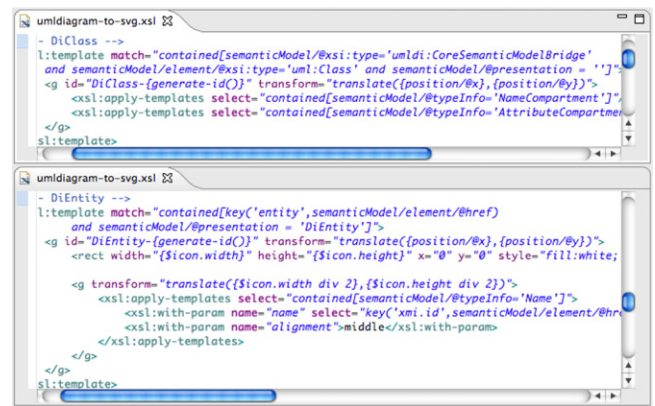 umldiagram-to-svg.xsl
- DiClass -->
l:template match="contained[semanticModel/@xsi:type='umldi:CoreSemanticModelBridge'
and semanticModel/element/@xsi:type='uml:Class' and semanticModel/@presentation = '']">
<g id="DiClass-{generate-id()}" transform="translate({position/@x},{position/@y})">
<xsl:apply-templates select="contained[semanticModel/@typeInfo='NameCompartment']"/
<xsl:apply-templates select="contained[semanticModel/@typeInfo='AttributeCompartmen
</g>
sl:template>
umldiagram-to-svg.xsl
- DiEntity -->
l:template match="contained[key('entity',semanticModel/element/@href)
and semanticModel/@presentation = 'DiEntity']">
<g id="DiEntity-{generate-id()}" transform="translate({position/@x},{position/@y})">
<rect width="{$icon.width}" height="{$icon.height}" x="0" y="0" style="fill:white;
<g transform="translate({$icon.width div 2},{$icon.height div 2})">
<xsl:apply-templates select="contained[semanticModel/@typeInfo='Name']">
<xsl:with-param name="name" select="key('xmi.id',semanticModel/element/@hre
<xsl:with-param name="alignment">middle</xsl:with-param>
</xsl:apply-templates>
</g>
</g>
sl:template>